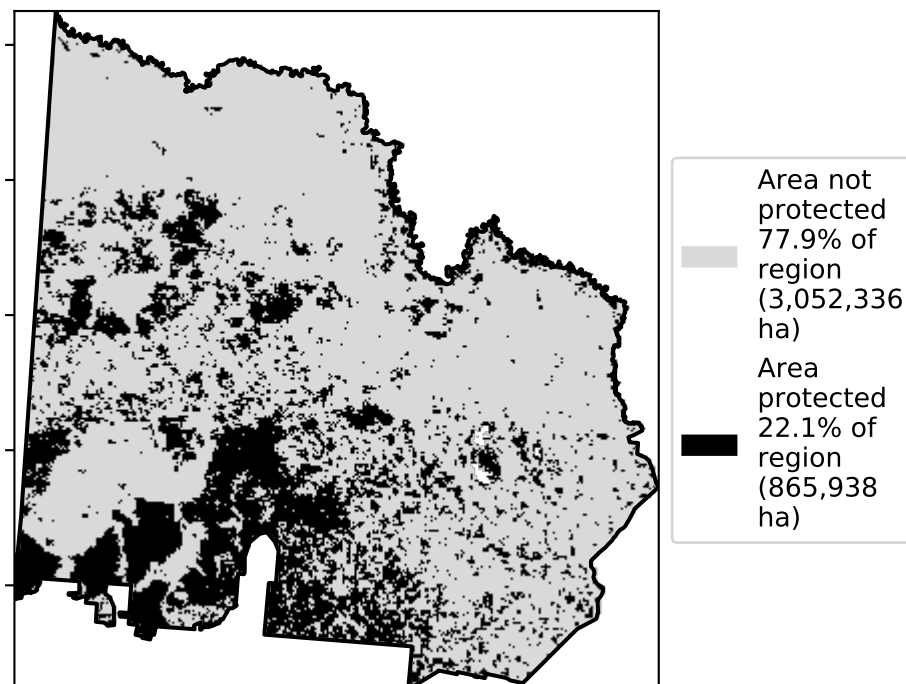 Area not
protected
77.9% of
region
(3,052,336
ha)
Area
protected
22.1% of
region
(865,938
ha)